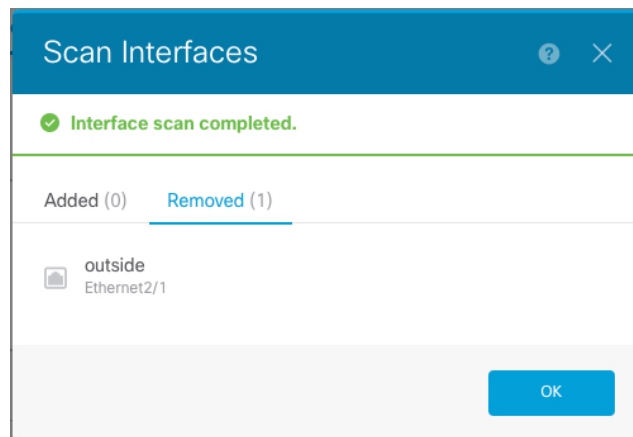 Scan Interfaces
Interface scan completed.
Added (0) Removed (1)
outside
Ethernet2/1
OK